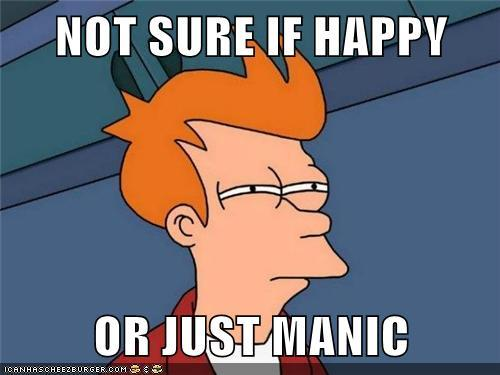 NOT SURE IF HAPPY
OR JUST MANIC
ICANHASCHEEZBURGER.COM